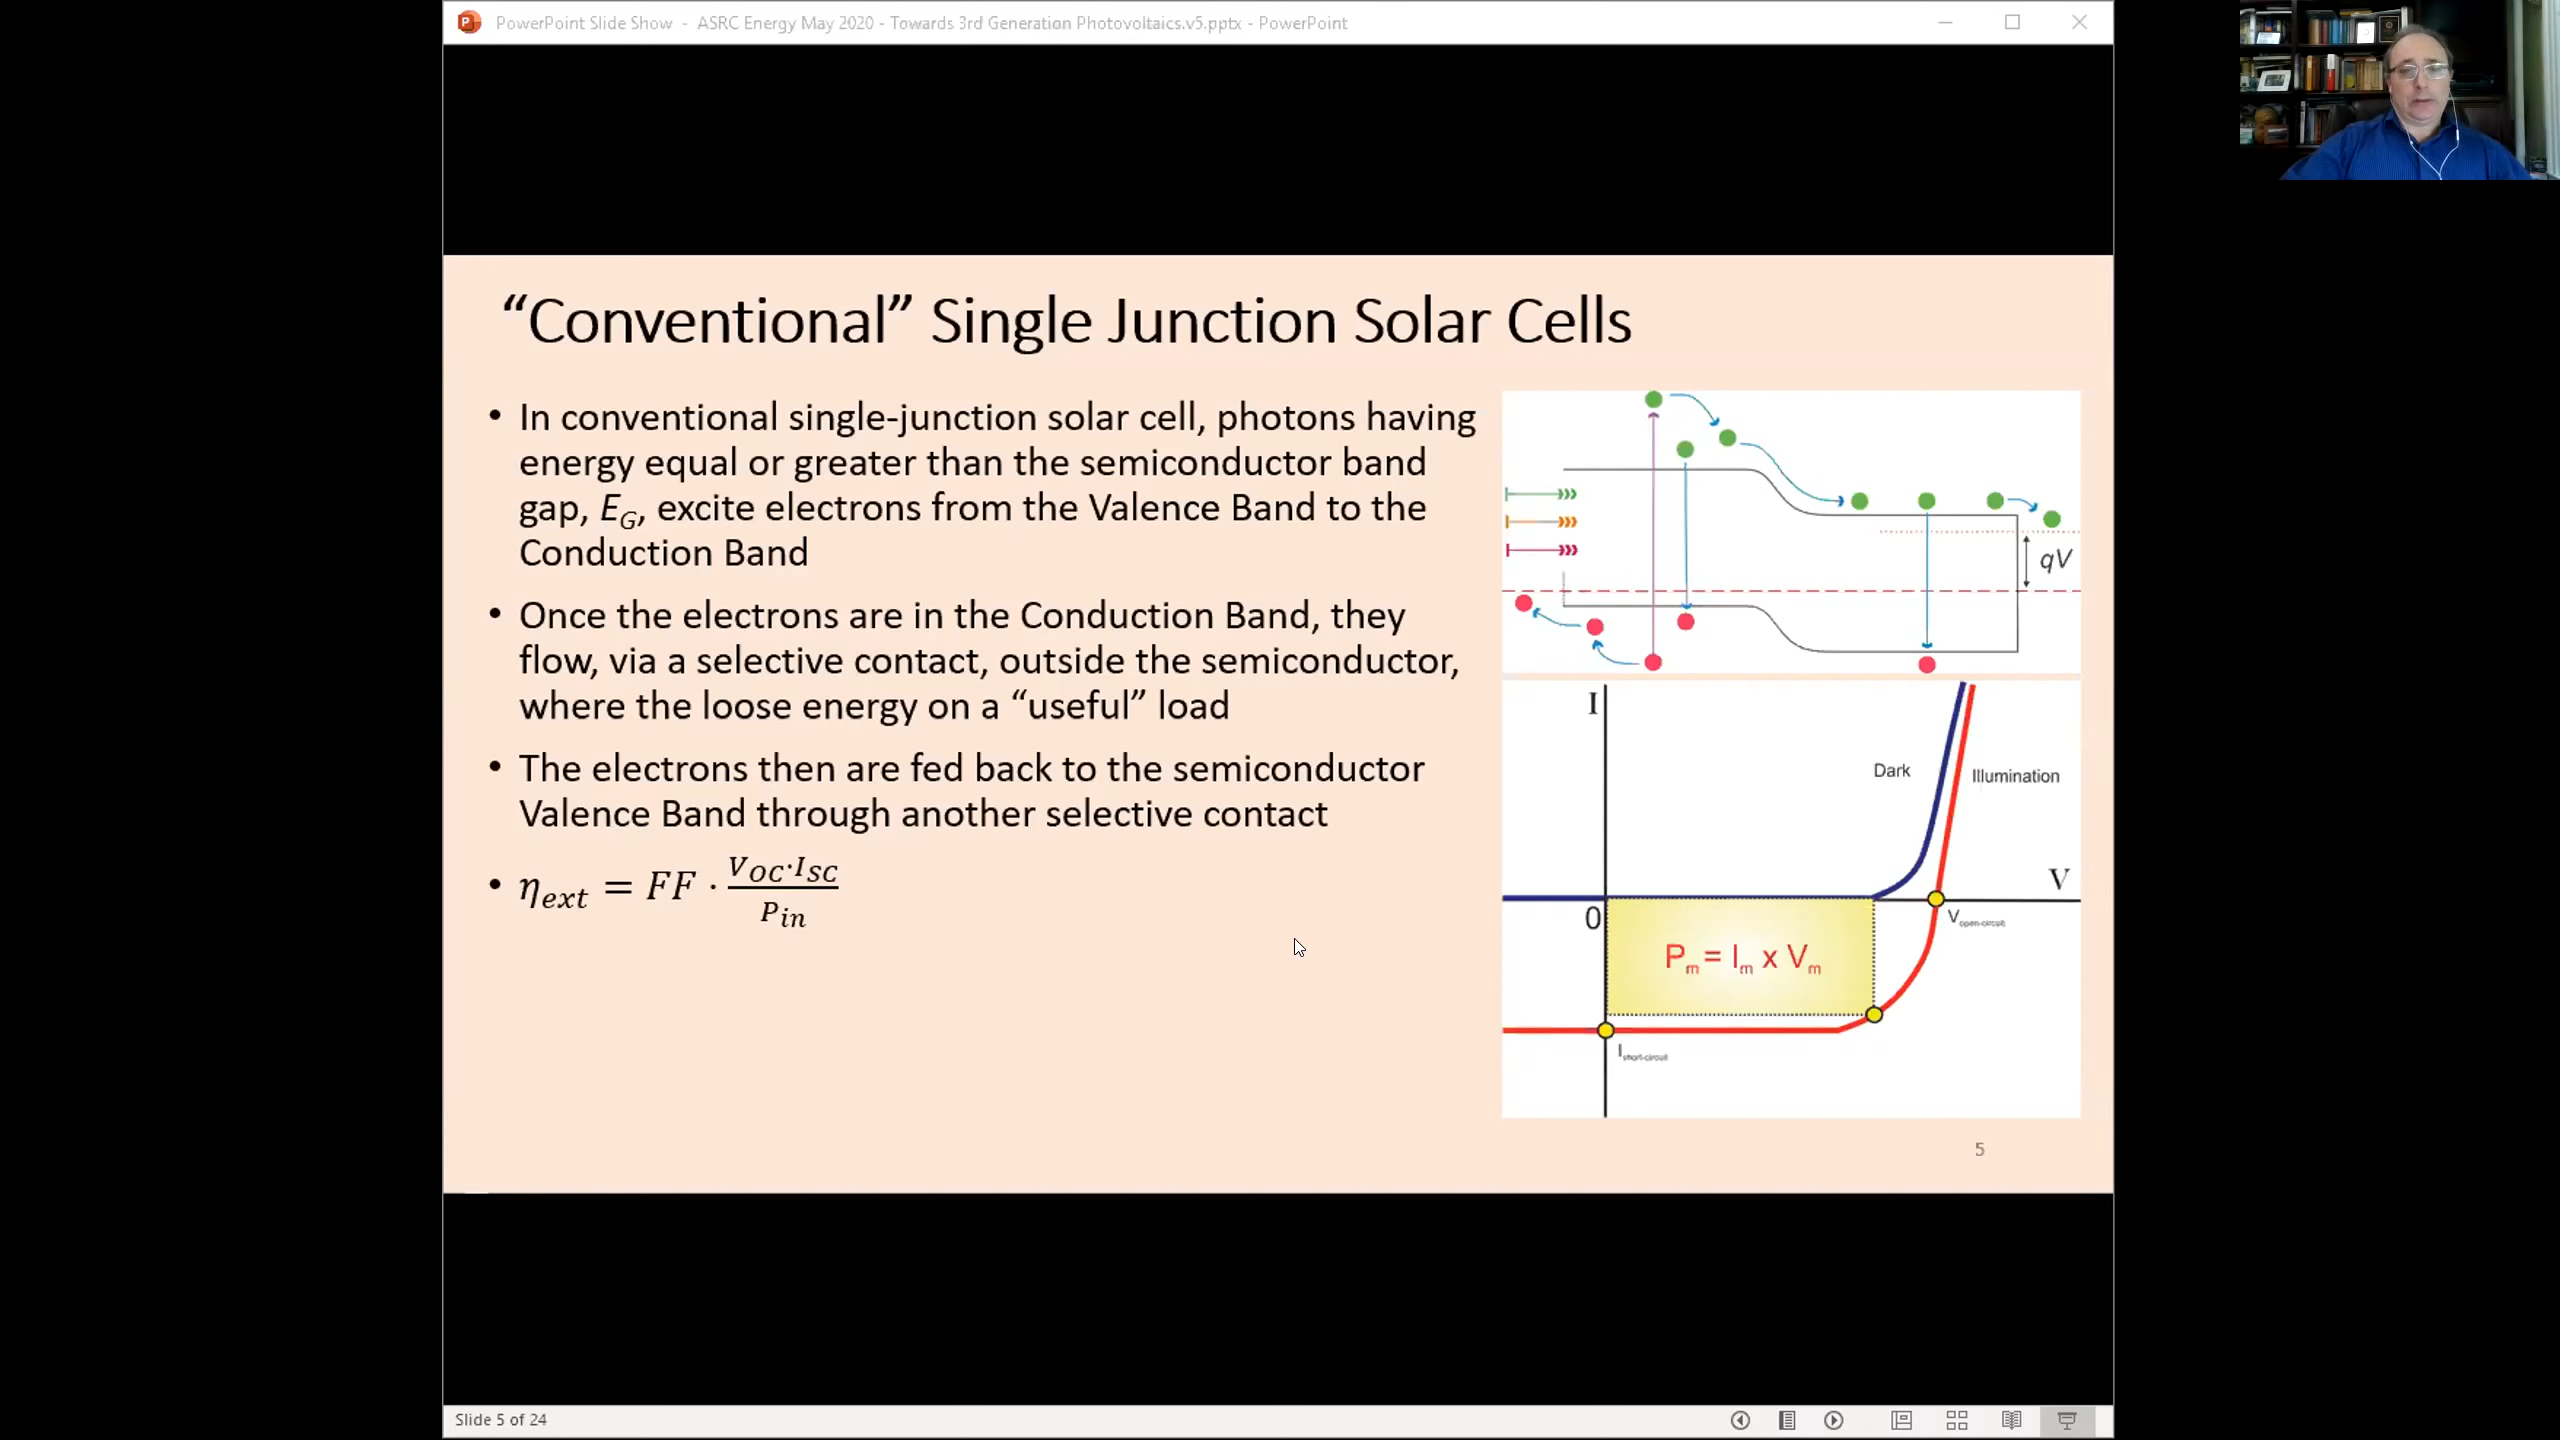 PowerPoint Slide Show - ASRC Energy May 2020 - Towards 3rd Generation Photovoltaics.v5.pptx - PowerPoint
“Conventional” Single Junction Solar Cells
• In conventional single-junction solar cell, photons having
energy equal or greater than the semiconductor band
gap, E_G, excite electrons from the Valence Band to the
Conduction Band
• Once the electrons are in the Conduction Band, they
flow, via a selective contact, outside the semiconductor,
where the loose energy on a “useful” load
• The electrons then are fed back to the semiconductor
Valence Band through another selective contact
• η_ext = FF · (V_OC·I_SC)/P_in
qV
I
Dark
Illumination
V
0
V_open-circuit
P_m = I_m x V_m
I_short-circuit
5
Slide 5 of 24